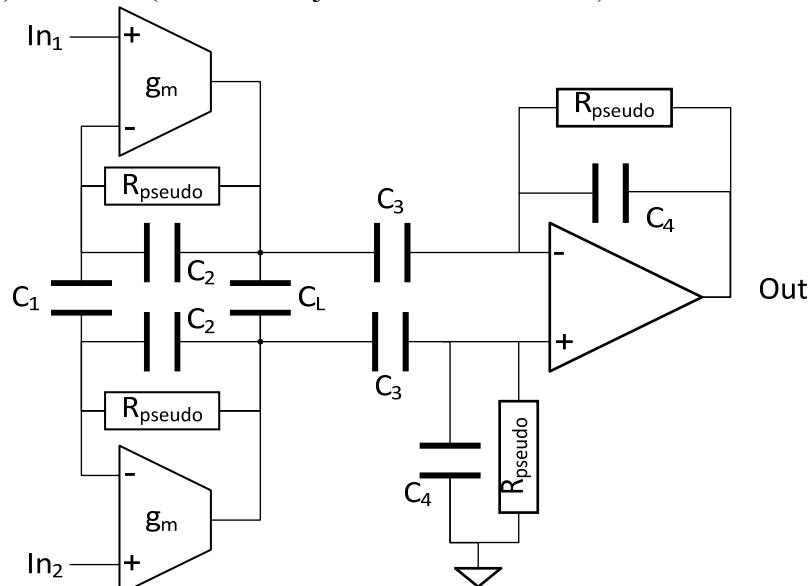 In1
+
gm
-
Rpseudo
C3
C2
C1
CL
C2
Rpseudo
C3
-
gm
In2
+
Rpseudo
C4
-
+
Out
Rpseudo
C4